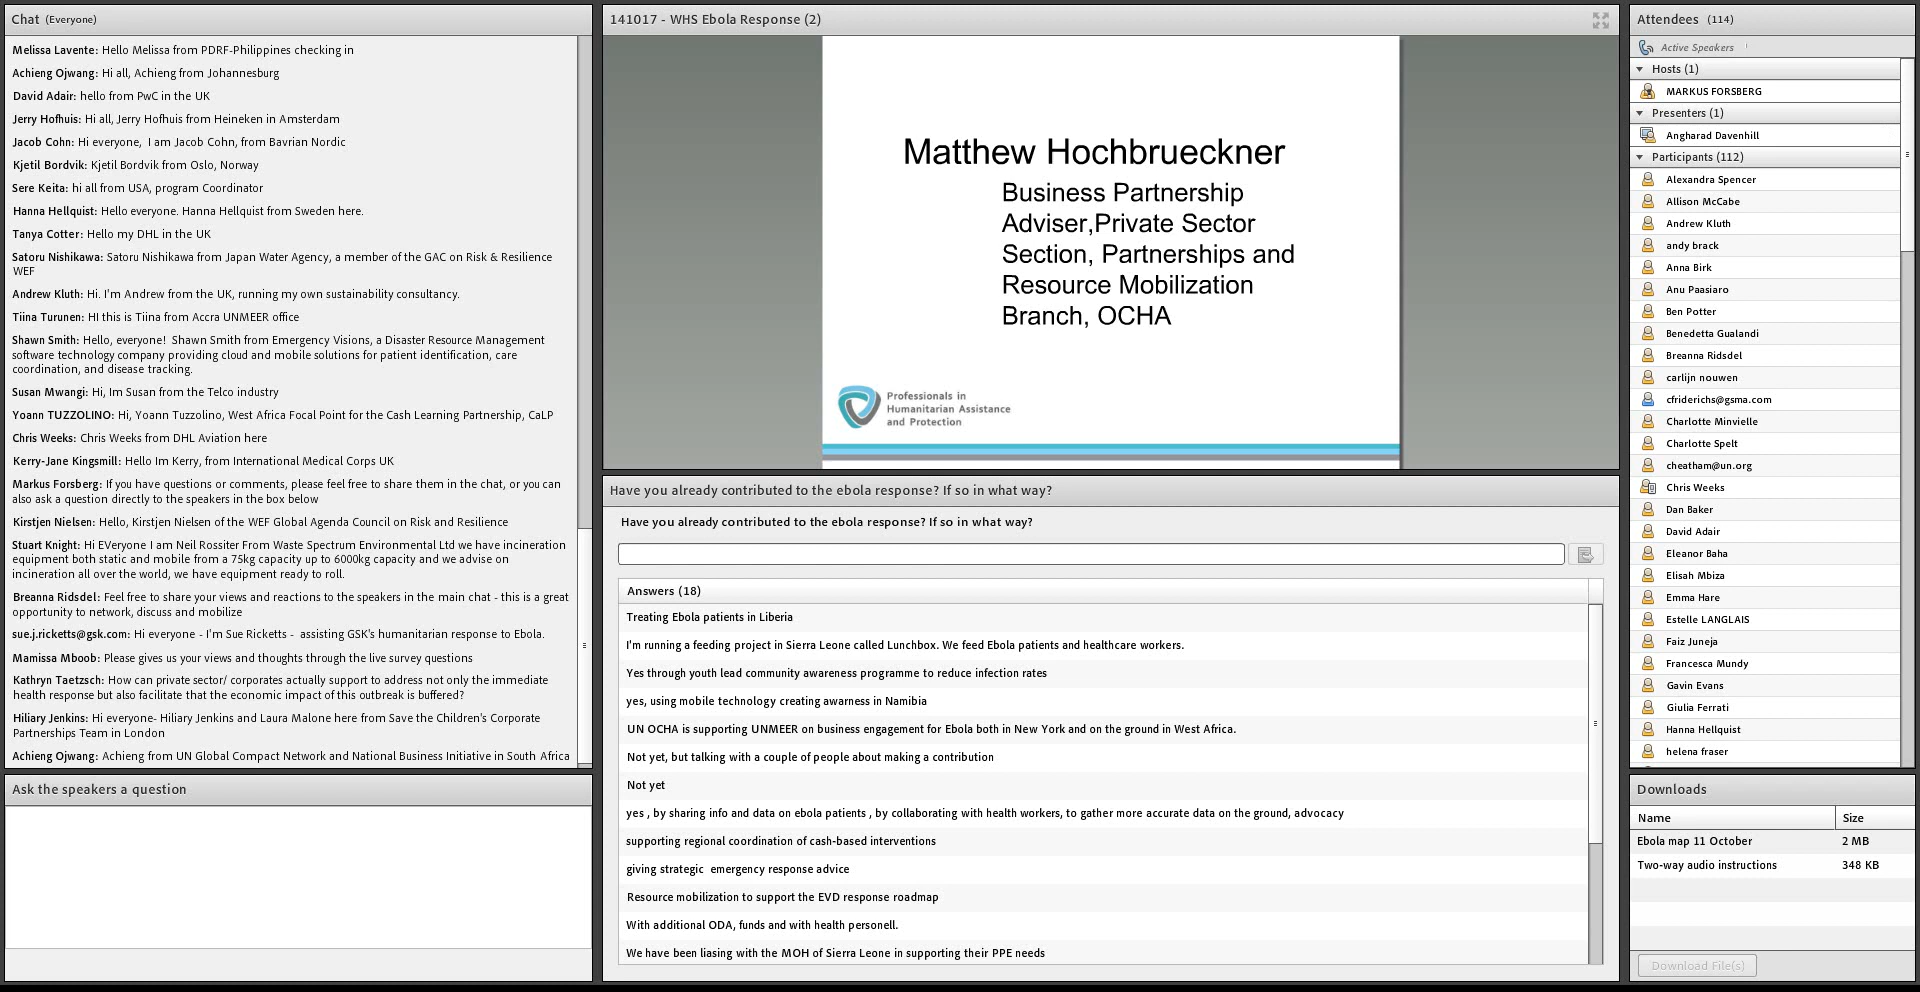 Chat (Everyone)
Melissa Lavente: Hello Melissa from PDRF-Philippines checking in
Achieng Ojwang: Hi all, Achieng from Johannesburg
David Adair: hello from PwC in the UK
Jerry Hofhuis: Hi all, Jerry Hofhuis from Heineken in Amsterdam
Jacob Cohn: Hi everyone,  I am Jacob Cohn, from Bavrian Nordic
Kjetil Bordvik: Kjetil Bordvik from Oslo, Norway
Sere Keita: hi all from USA, program Coordinator
Hanna Hellquist: Hello everyone. Hanna Hellquist from Sweden here.
Tanya Cotter: Hello my DHL in the UK
Satoru Nishikawa: Satoru Nishikawa from Japan Water Agency, a member of the GAC on Risk & Resilience
WEF
Andrew Kluth: Hi. I'm Andrew from the UK, running my own sustainability consultancy.
Tiina Turunen: HI this is Tiina from Accra UNMEER office
Shawn Smith: Hello, everyone!  Shawn Smith from Emergency Visions, a Disaster Resource Management
software technology company providing cloud and mobile solutions for patient identification, care
coordination, and disease tracking.
Susan Mwangi: Hi, Im Susan from the Telco industry
Yoann TUZZOLINO: Hi, Yoann Tuzzolino, West Africa Focal Point for the Cash Learning Partnership, CaLP
Chris Weeks: Chris Weeks from DHL Aviation here
Kerry-Jane Kingsmill: Hello Im Kerry, from International Medical Corps UK
Markus Forsberg: If you have questions or comments, please feel free to share them in the chat, or you can
also ask a question directly to the speakers in the box below
Kirstjen Nielsen: Hello, Kirstjen Nielsen of the WEF Global Agenda Council on Risk and Resilience
Stuart Knight: Hi EVeryone I am Neil Rossiter From Waste Spectrum Environmental Ltd we have incineration
equipment both static and mobile from a 75kg capacity up to 6000kg capacity and we advise on
incineration all over the world, we have equipment ready to roll.
Breanna Ridsdel: Feel free to share your views and reactions to the speakers in the main chat - this is a great
opportunity to network, discuss and mobilize
sue.j.ricketts@gsk.com: Hi everyone - I'm Sue Ricketts -  assisting GSK's humanitarian response to Ebola.
Mamissa Mboob: Please gives us your views and thoughts through the live survey questions
Kathryn Taetzsch: How can private sector/ corporates actually support to address not only the immediate
health response but also facilitate that the economic impact of this outbreak is buffered?
Hiliary Jenkins: Hi everyone- Hiliary Jenkins and Laura Malone here from Save the Children's Corporate
Partnerships Team in London
Achieng Ojwang: Achieng from UN Global Compact Network and National Business Initiative in South Africa
Ask the speakers a question
141017 - WHS Ebola Response (2)
Matthew Hochbrueckner
Business Partnership
Adviser,Private Sector
Section, Partnerships and
Resource Mobilization
Branch, OCHA
Professionals in
Humanitarian Assistance
and Protection
Have you already contributed to the ebola response? If so in what way?
Have you already contributed to the ebola response? If so in what way?
Answers (18)
Treating Ebola patients in Liberia
I'm running a feeding project in Sierra Leone called Lunchbox. We feed Ebola patients and healthcare workers.
Yes through youth lead community awareness programme to reduce infection rates
yes, using mobile technology creating awarness in Namibia
UN OCHA is supporting UNMEER on business engagement for Ebola both in New York and on the ground in West Africa.
Not yet, but talking with a couple of people about making a contribution
Not yet
yes , by sharing info and data on ebola patients , by collaborating with health workers, to gather more accurate data on the ground, advocacy
supporting regional coordination of cash-based interventions
giving strategic  emergency response advice
Resource mobilization to support the EVD response roadmap
With additional ODA, funds and with health personell.
We have been liasing with the MOH of Sierra Leone in supporting their PPE needs
Attendees (114)
Active Speakers
Hosts (1)
MARKUS FORSBERG
Presenters (1)
Angharad Davenhill
Participants (112)
Alexandra Spencer
Allison McCabe
Andrew Kluth
andy brack
Anna Birk
Anu Paasiaro
Ben Potter
Benedetta Gualandi
Breanna Ridsdel
carlijn nouwen
cfriderichs@gsma.com
Charlotte Minvielle
Charlotte Spelt
cheatham@un.org
Chris Weeks
Dan Baker
David Adair
Eleanor Baha
Elisah Mbiza
Emma Hare
Estelle LANGLAIS
Faiz Juneja
Francesca Mundy
Gavin Evans
Giulia Ferrati
Hanna Hellquist
helena fraser
Downloads
Name Size
Ebola map 11 October 2 MB
Two-way audio instructions 348 KB
Download File(s)